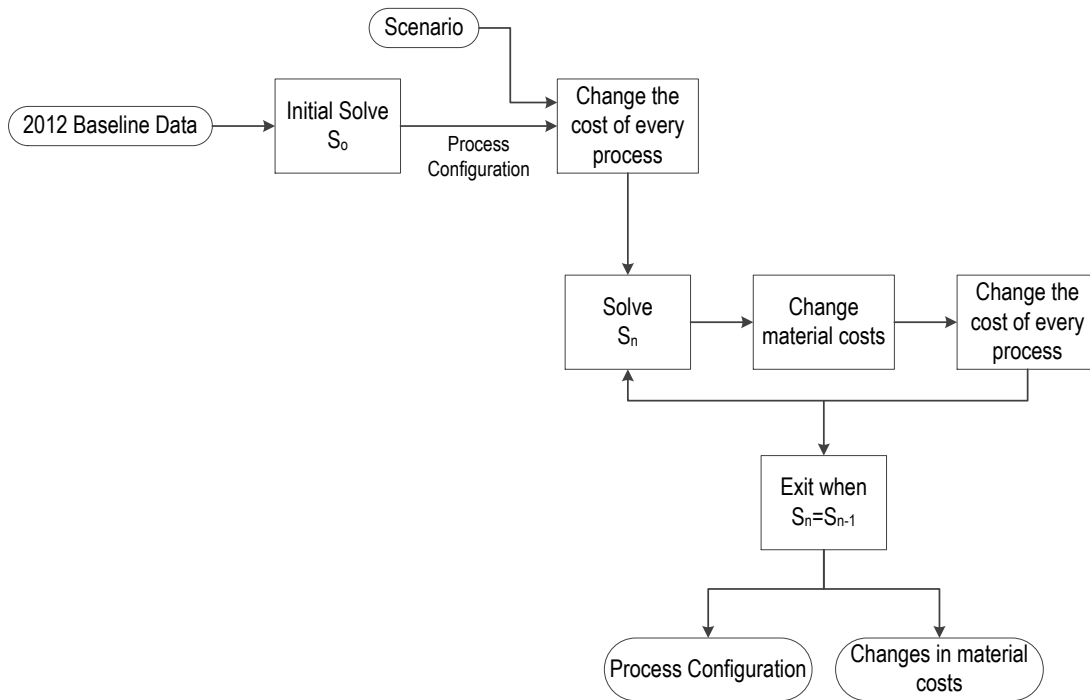 Scenario
2012 Baseline Data
Initial Solve
So
Process
Configuration
Change the
cost of every
process
Solve
Sn
Change
material costs
Change the
cost of every
process
Exit when
Sn=Sn-1
Process Configuration
Changes in material
costs